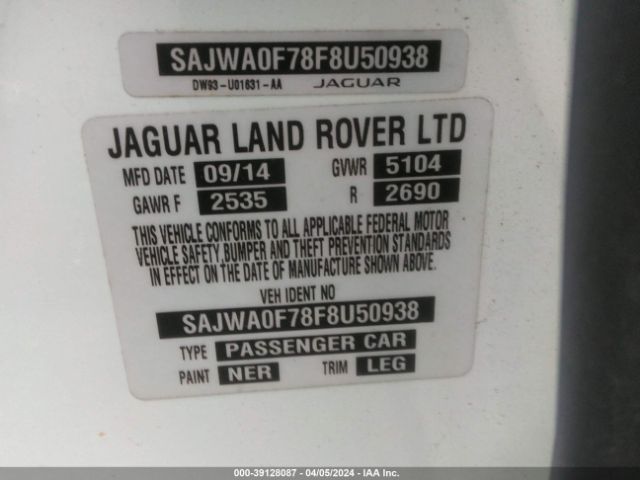 SAJWA0F78F8U50938
DW93-U01631-AA JAGUAR
JAGUAR LAND ROVER LTD
MFD DATE 09/14 GVWR 5104
GAWR F 2535 R 2690
THIS VEHICLE CONFORMS TO ALL APPLICABLE FEDERAL MOTOR
VEHICLE SAFETY,BUMPER AND THEFT PREVENTION STANDARDS
IN EFFECT ON THE DATE OF MANUFACTURE SHOWN ABOVE.
VEH IDENT NO
SAJWA0F78F8U50938
TYPE PASSENGER CAR
PAINT NER TRIM LEG
000-39128087 - 04/05/2024 - IAA Inc.